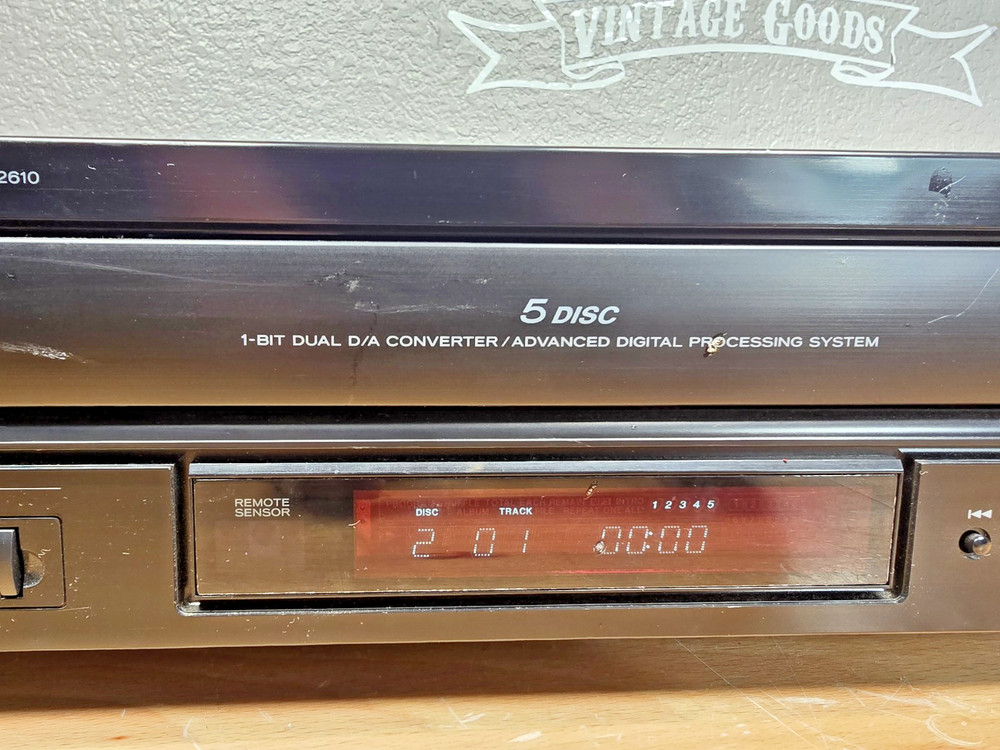 VINTAGE GOODS
2610
5 DISC
1-BIT DUAL D/A CONVERTER / ADVANCED DIGITAL PROCESSING SYSTEM
REMOTE
SENSOR
DISC TRACK 1 2 3 4 5
2 01 00:00